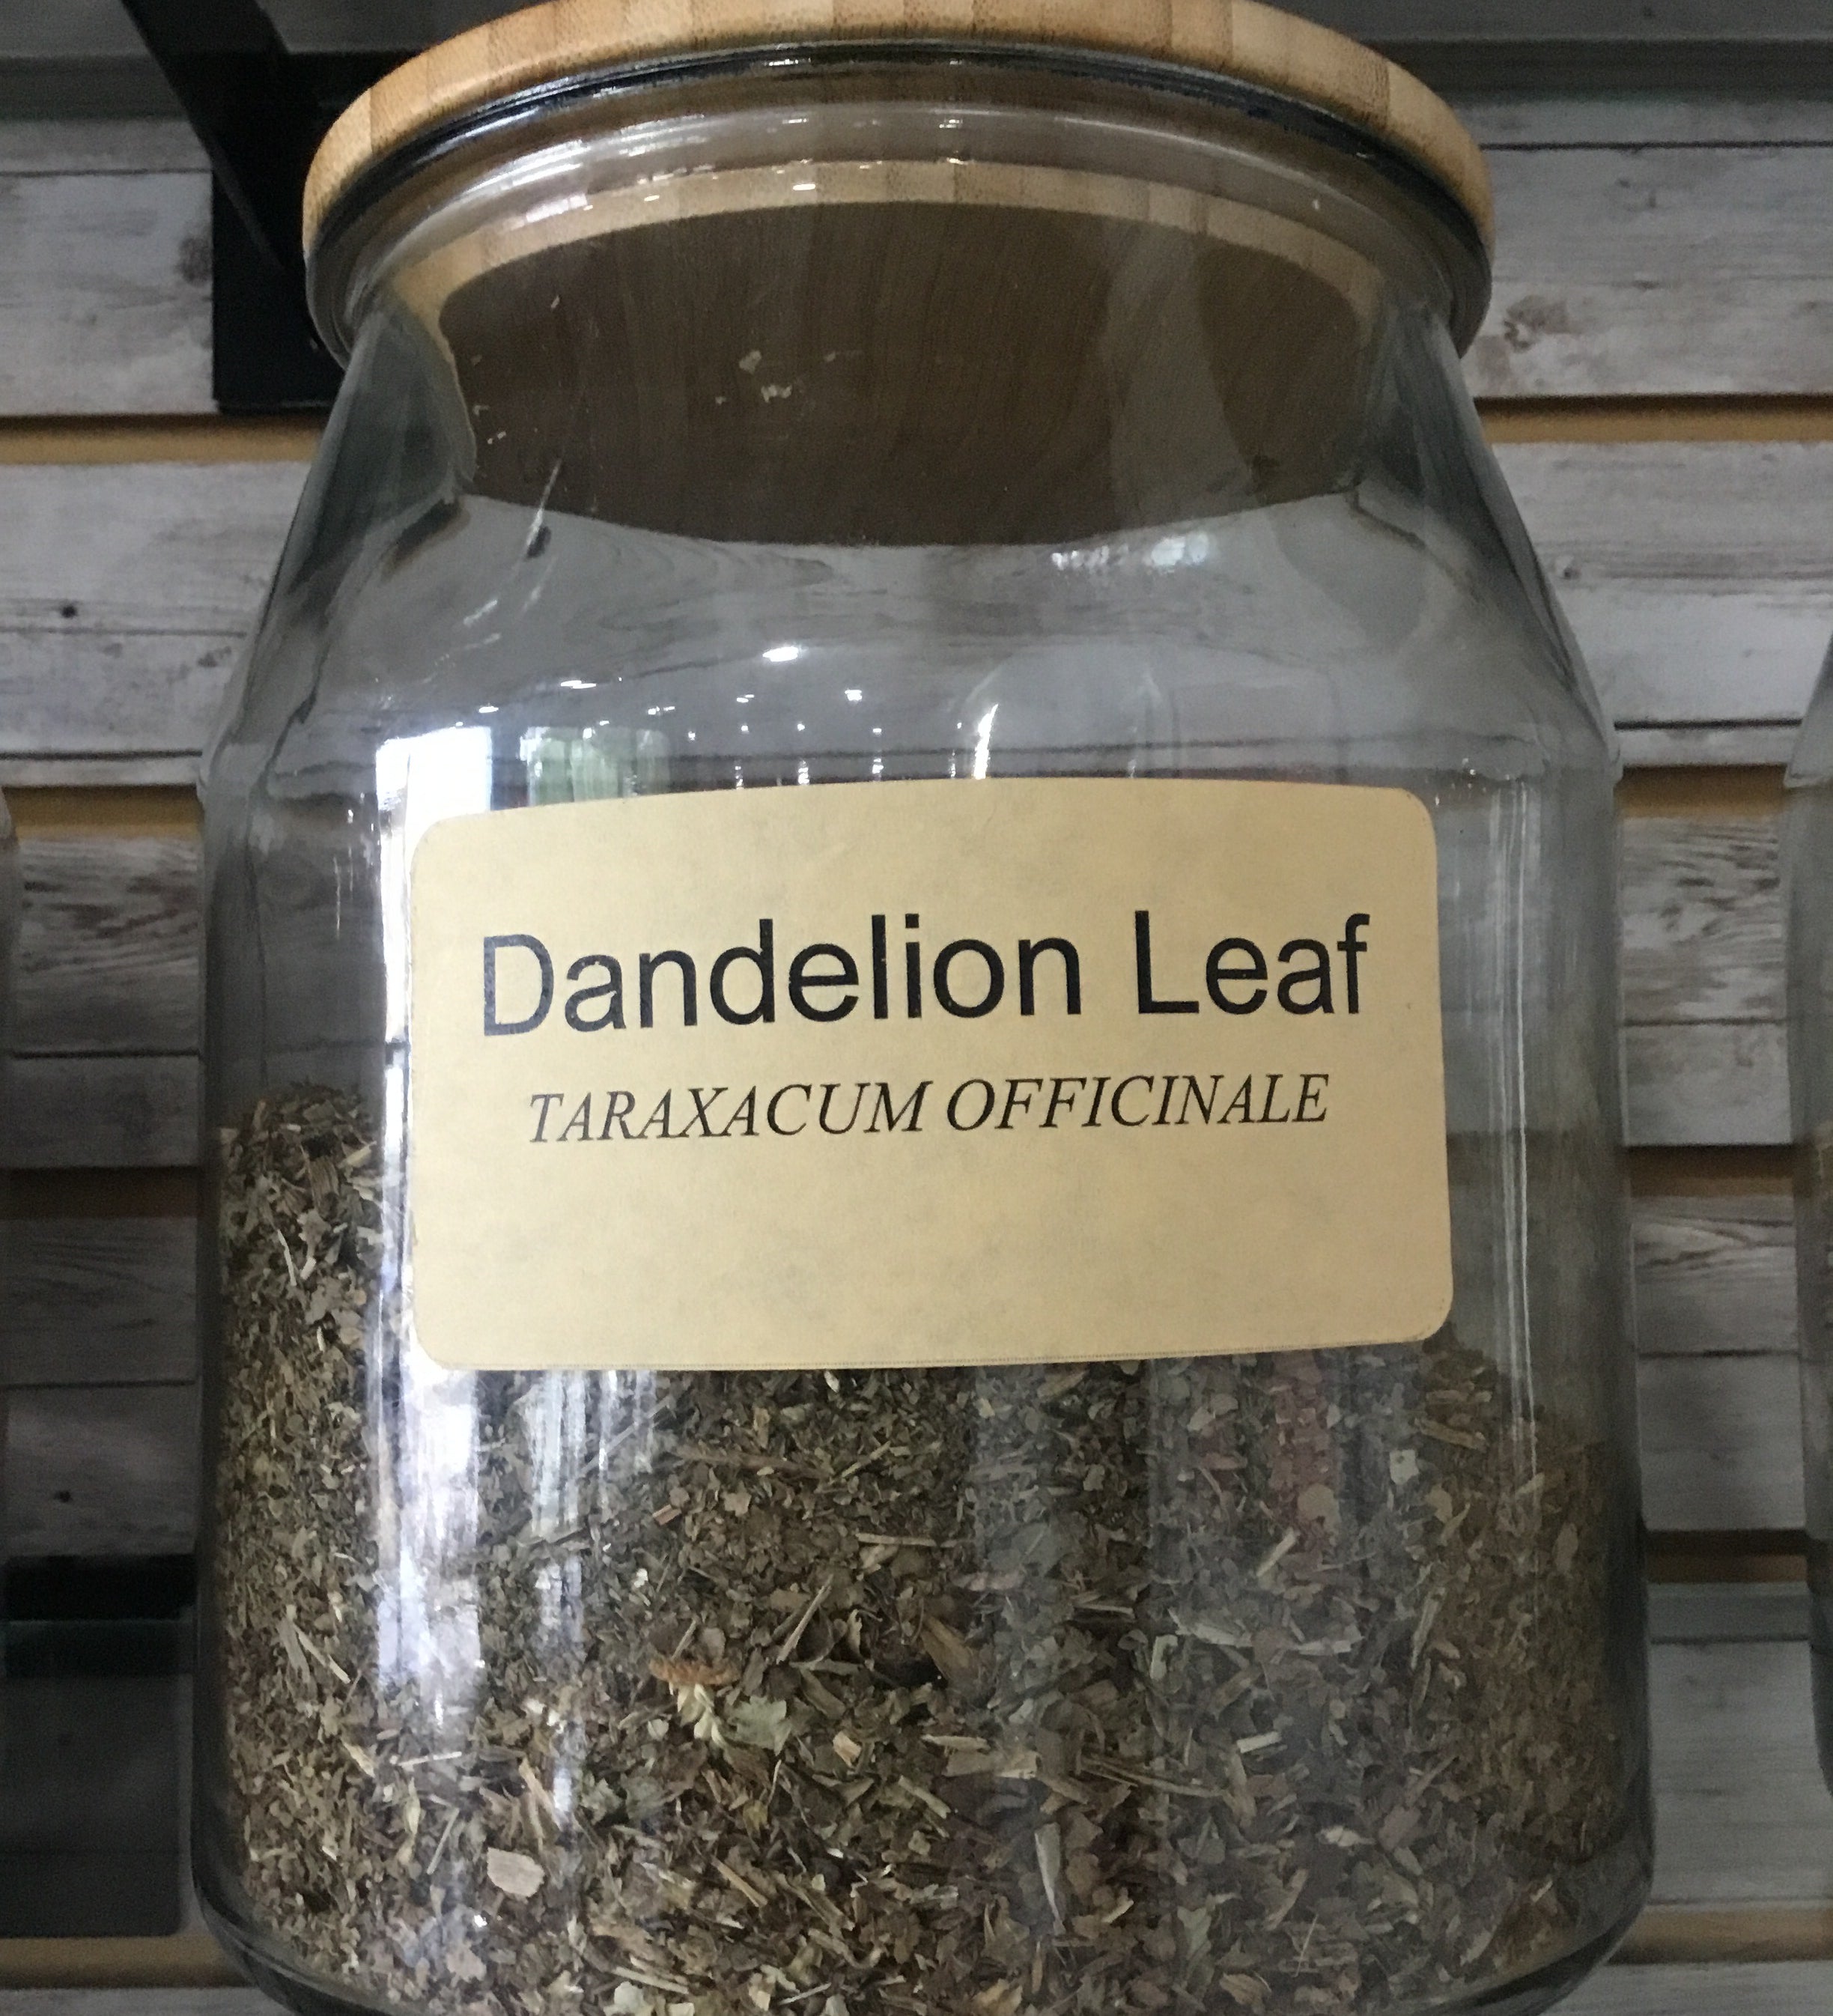 Dandelion Leaf
TARAXACUM OFFICINALE